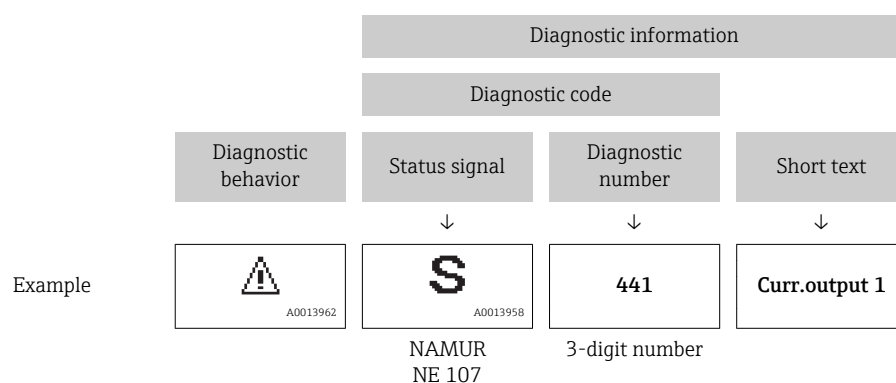 Diagnostic information
Diagnostic code
Diagnostic
behavior
Status signal
Diagnostic
number
Short text
↓
↓
↓
Example
A0013962
S
A0013958
441
Curr.output 1
NAMUR
NE 107
3-digit number